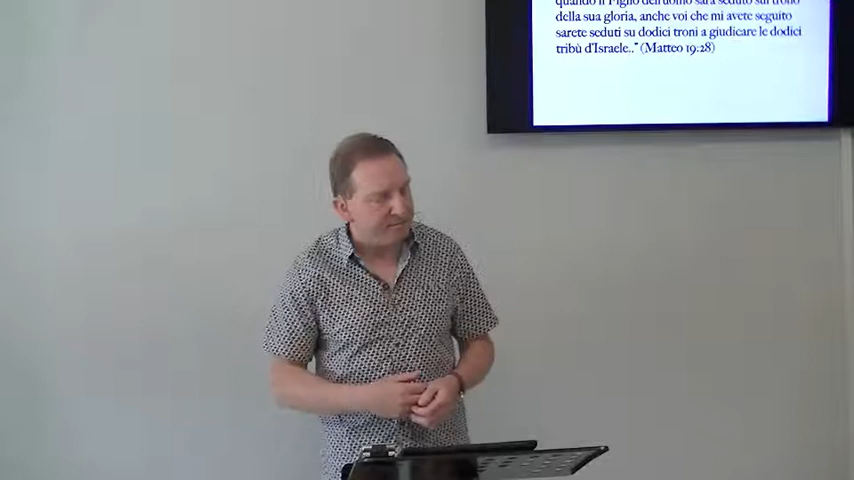 quando il Figlio dell'uomo sarà seduto sul trono
della sua gloria, anche voi che mi avete seguito
sarete seduti su dodici troni a giudicare le dodici
tribù d'Israele.." (Matteo 19:28)